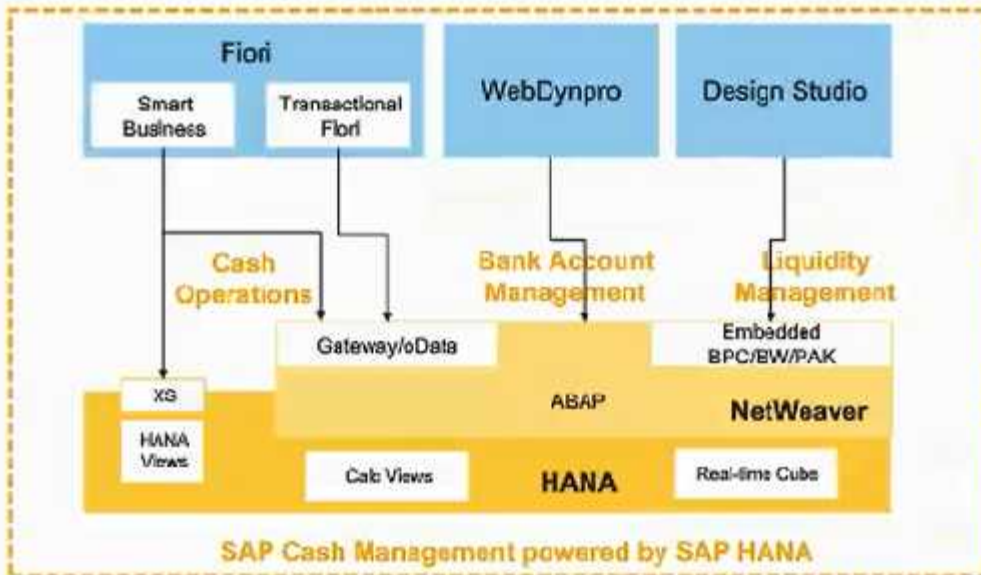 Fiori
Smart
Business
Transactional
Fiori
WebDynpro
Design Studio
Cash
Operations
Bank Account
Management
Liquidity
Management
Gateway/oData
Embedded
BPC/BW/PAK
XS
ABAP
NetWeaver
HANA
Views
Calc Views
HANA
Real-time Cube
SAP Cash Management powered by SAP HANA